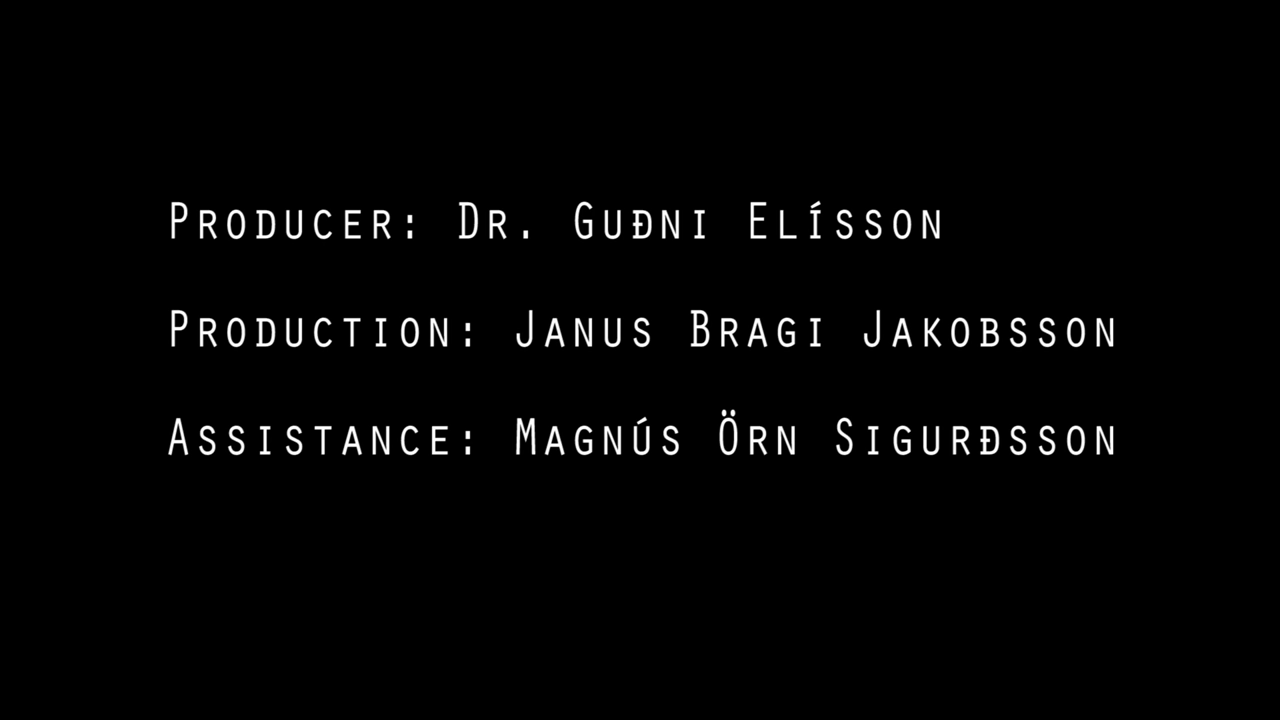 Producer: Dr. Guðni Elísson
Production: Janus Bragi Jakobsson
Assistance: Magnús Örn Sigurðsson